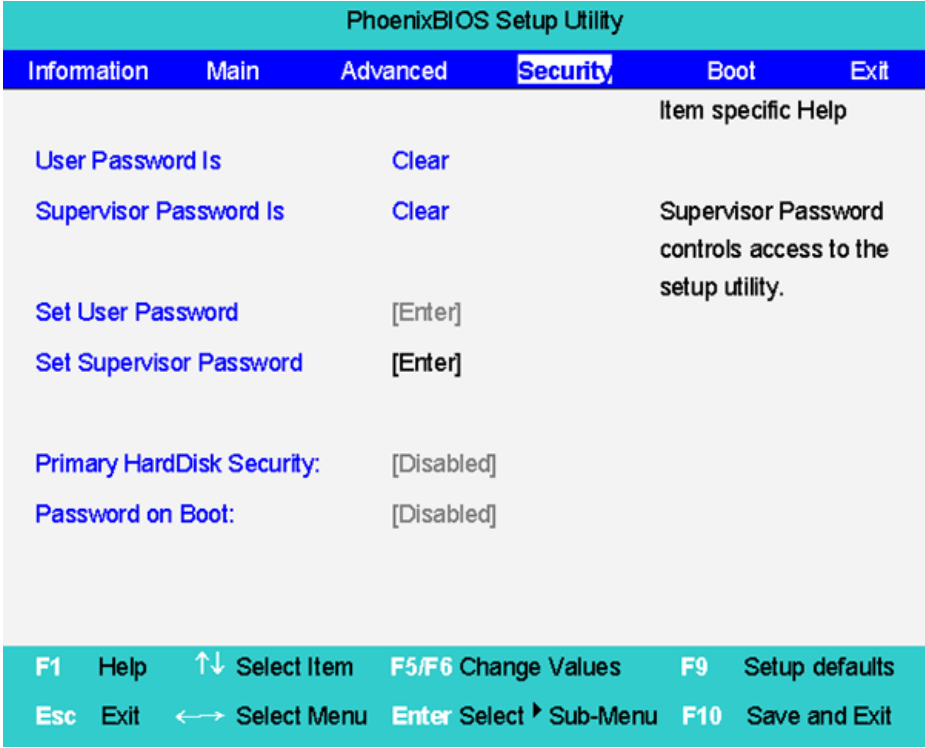 PhoenixBIOS Setup Utility
Information Main Advanced Security Boot Exit
Item specific Help
User Password Is Clear
Supervisor Password Is Clear
Supervisor Password
controls access to the
setup utility.
Set User Password [Enter]
Set Supervisor Password [Enter]
Primary HardDisk Security: [Disabled]
Password on Boot: [Disabled]
F1 Help ↑↓ Select Item F5/F6 Change Values F9 Setup defaults
Esc Exit ←→ Select Menu Enter Select ▸ Sub-Menu F10 Save and Exit